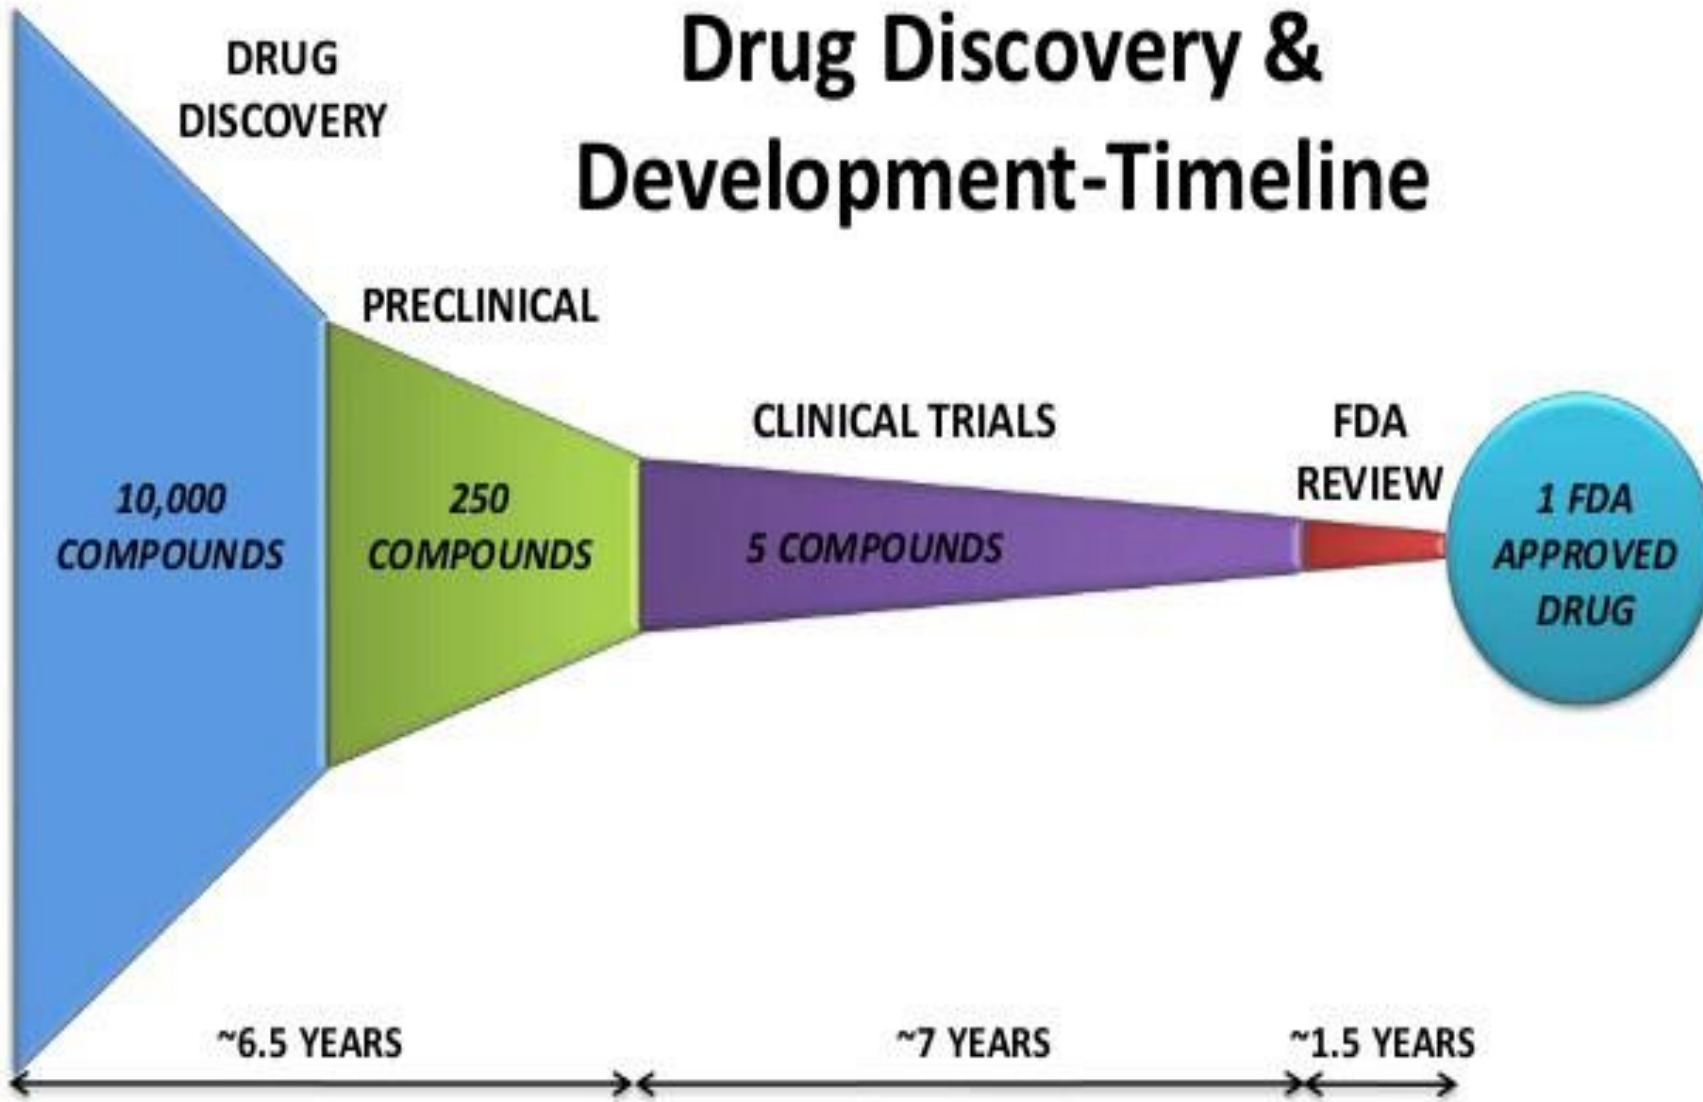 Drug Discovery &
Development-Timeline
DRUG
DISCOVERY
PRECLINICAL
CLINICAL TRIALS
FDA
REVIEW
10,000
COMPOUNDS
250
COMPOUNDS
5 COMPOUNDS
1 FDA
APPROVED
DRUG
~6.5 YEARS
~7 YEARS
~1.5 YEARS